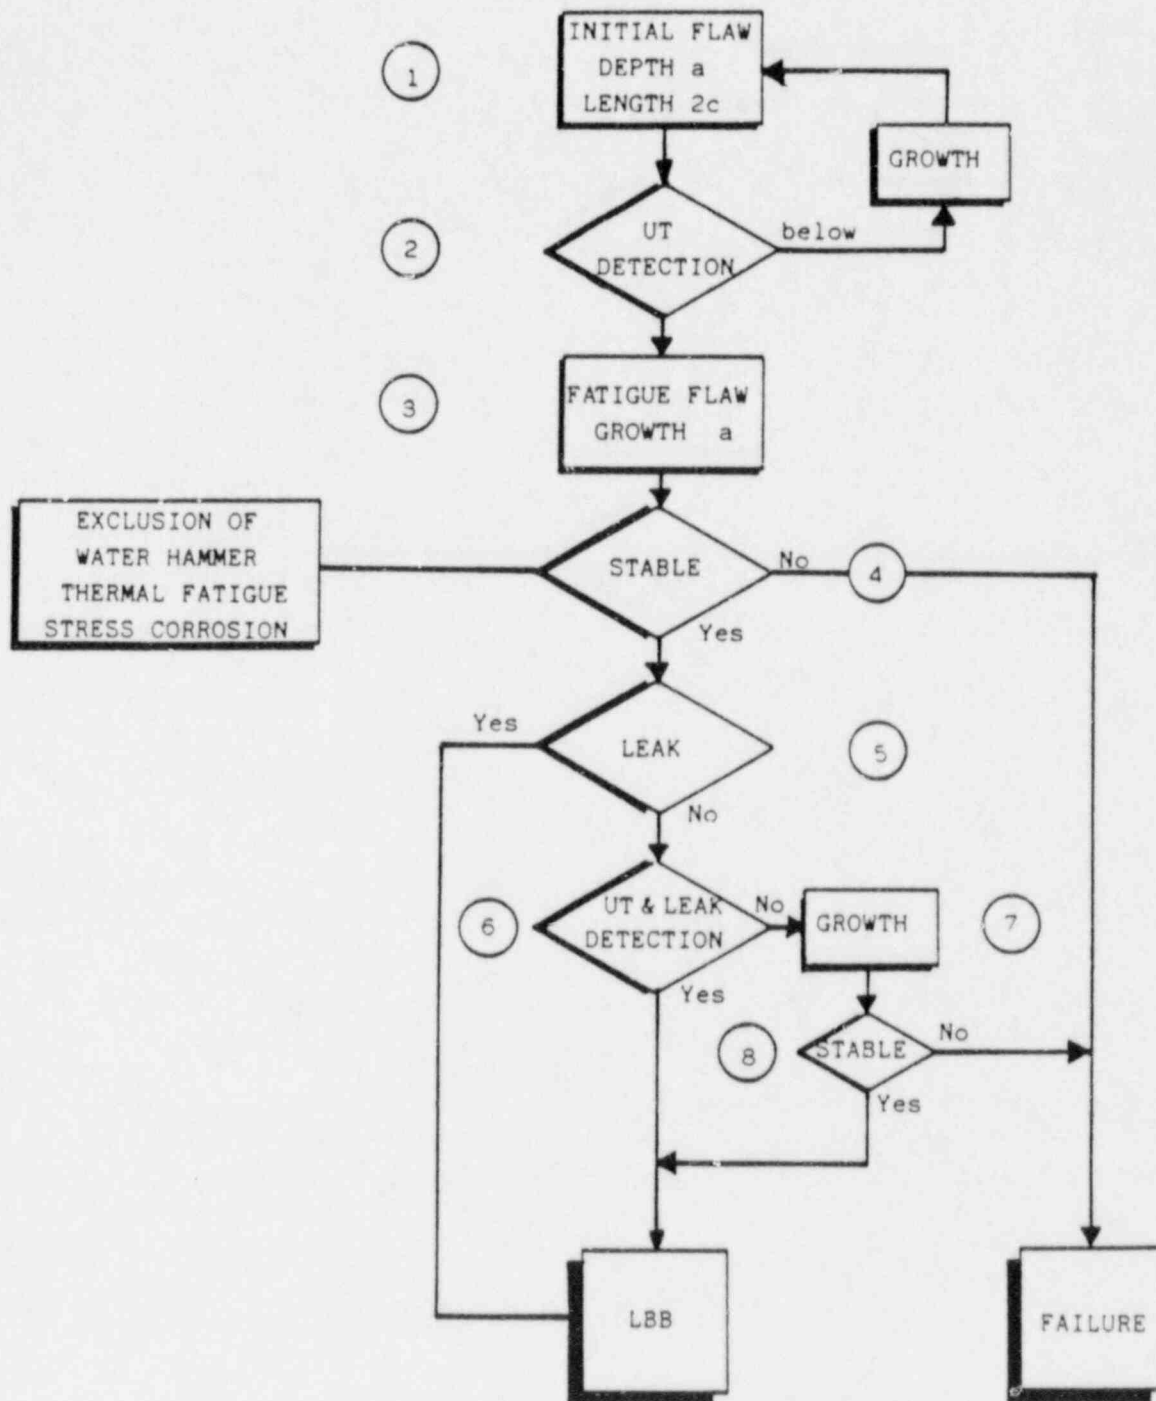 INITIAL FLAW
DEPTH a
LENGTH 2c
1
GROWTH
2
UT
DETECTION
below
3
FATIGUE FLAW
GROWTH a
EXCLUSION OF
WATER HAMMER
THERMAL FATIGUE
STRESS CORROSION
STABLE
No
4
Yes
Yes
LEAK
5
No
6
UT & LEAK
DETECTION
No
GROWTH
7
Yes
8
STABLE
No
Yes
LBB
FAILURE